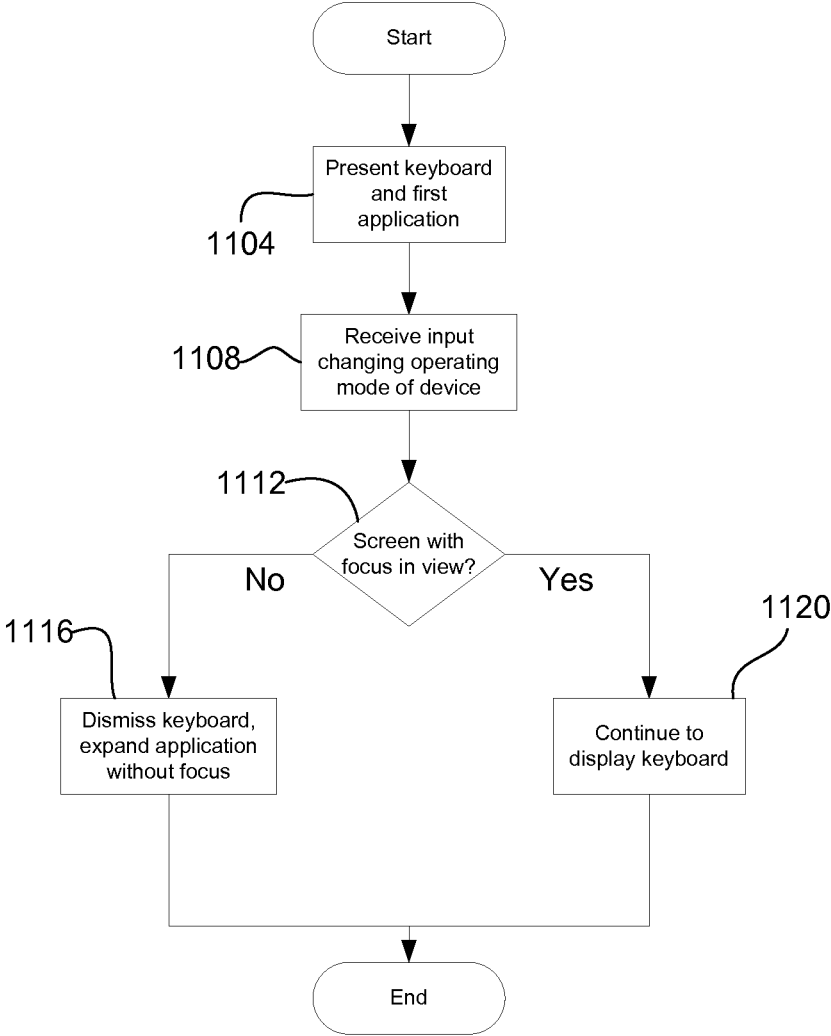 Start
Present keyboard
and first
application
1104
Receive input
changing operating
mode of device
1108
1112
Screen with
focus in view?
No
Yes
1116
1120
Dismiss keyboard,
expand application
without focus
Continue to
display keyboard
End